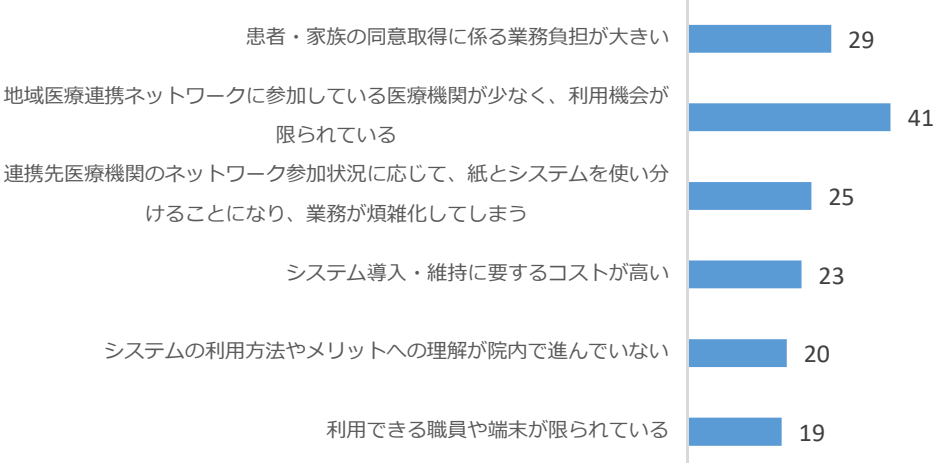 患者・家族の同意取得に係る業務負担が大きい
29
地域医療連携ネットワークに参加している医療機関が少なく、利用機会が
限られている
41
連携先医療機関のネットワーク参加状況に応じて、紙とシステムを使い分
けることになり、業務が煩雑化してしまう
25
システム導入・維持に要するコストが高い
23
システムの利用方法やメリットへの理解が院内で進んでいない
20
利用できる職員や端末が限られている
19